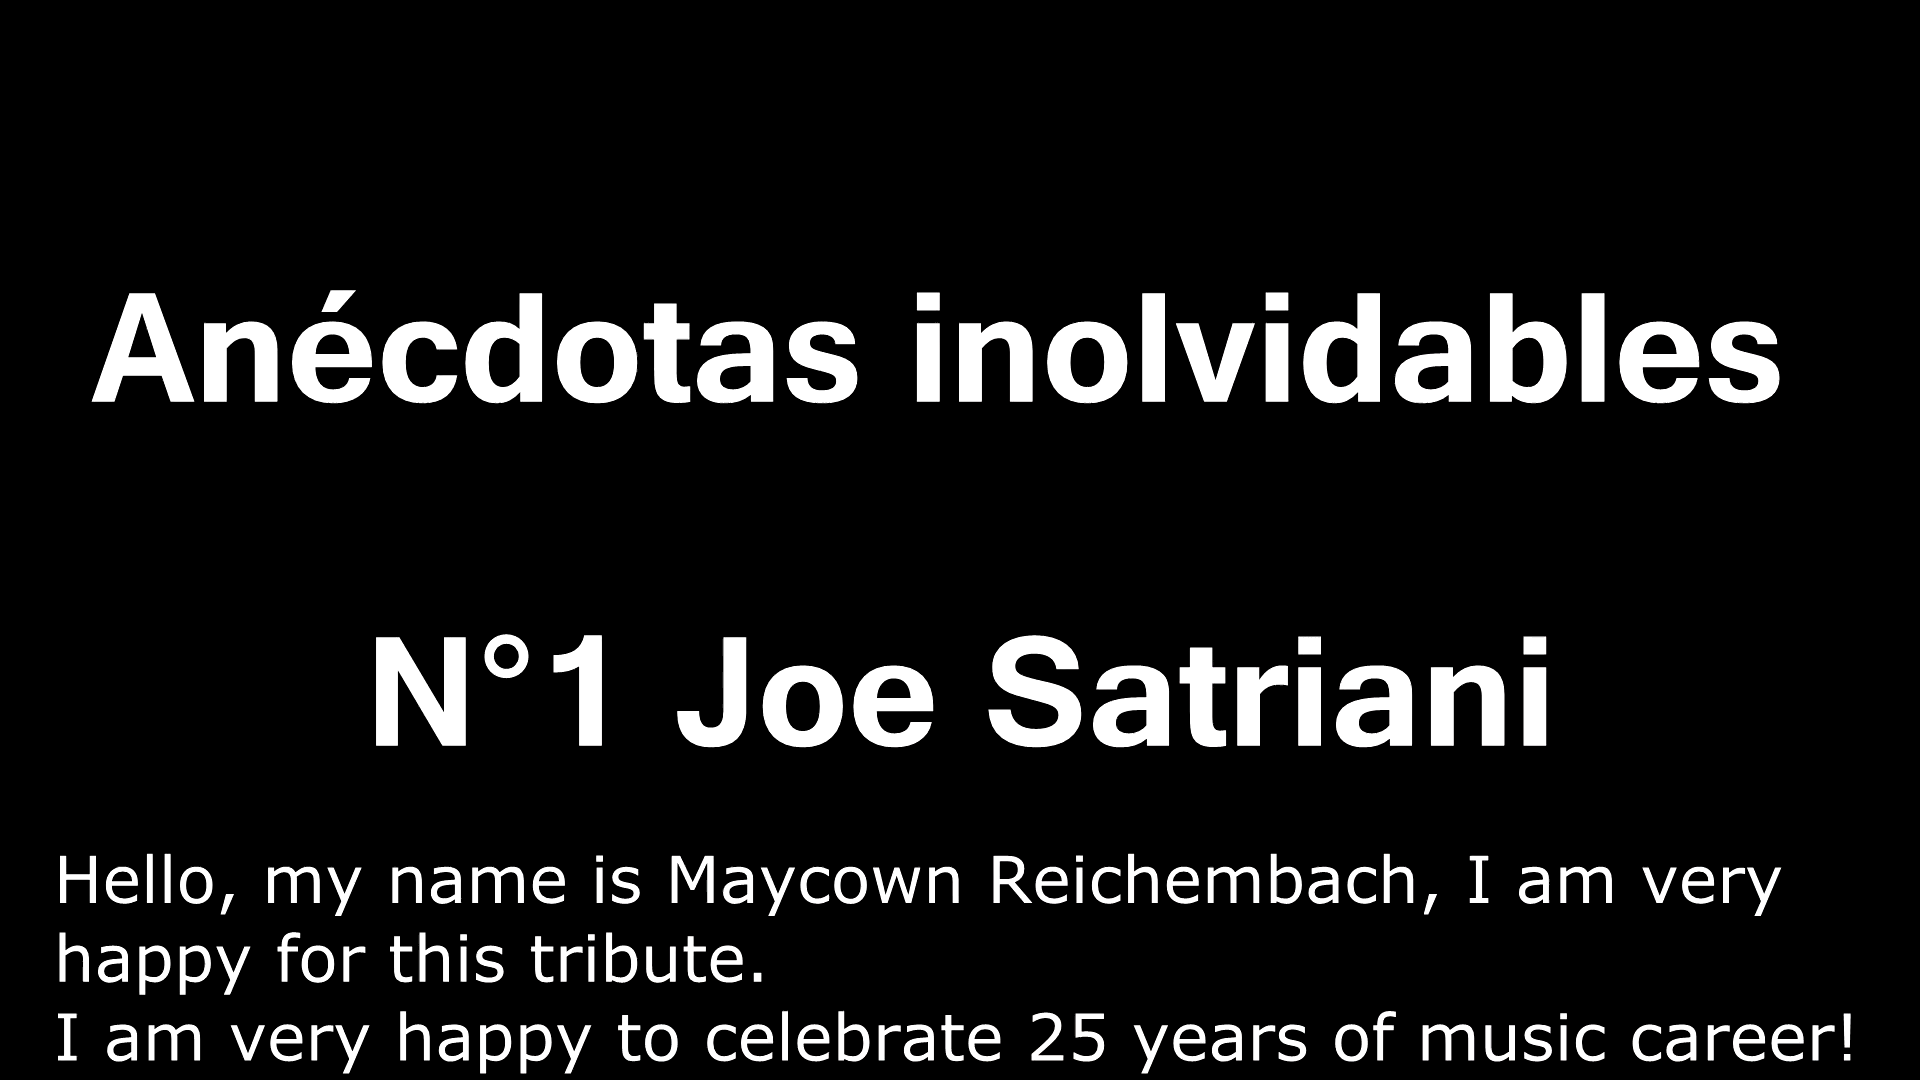 Anécdotas inolvidables
N°1 Joe Satriani
Hello, my name is Maycown Reichembach, I am very
happy for this tribute.
I am very happy to celebrate 25 years of music career!